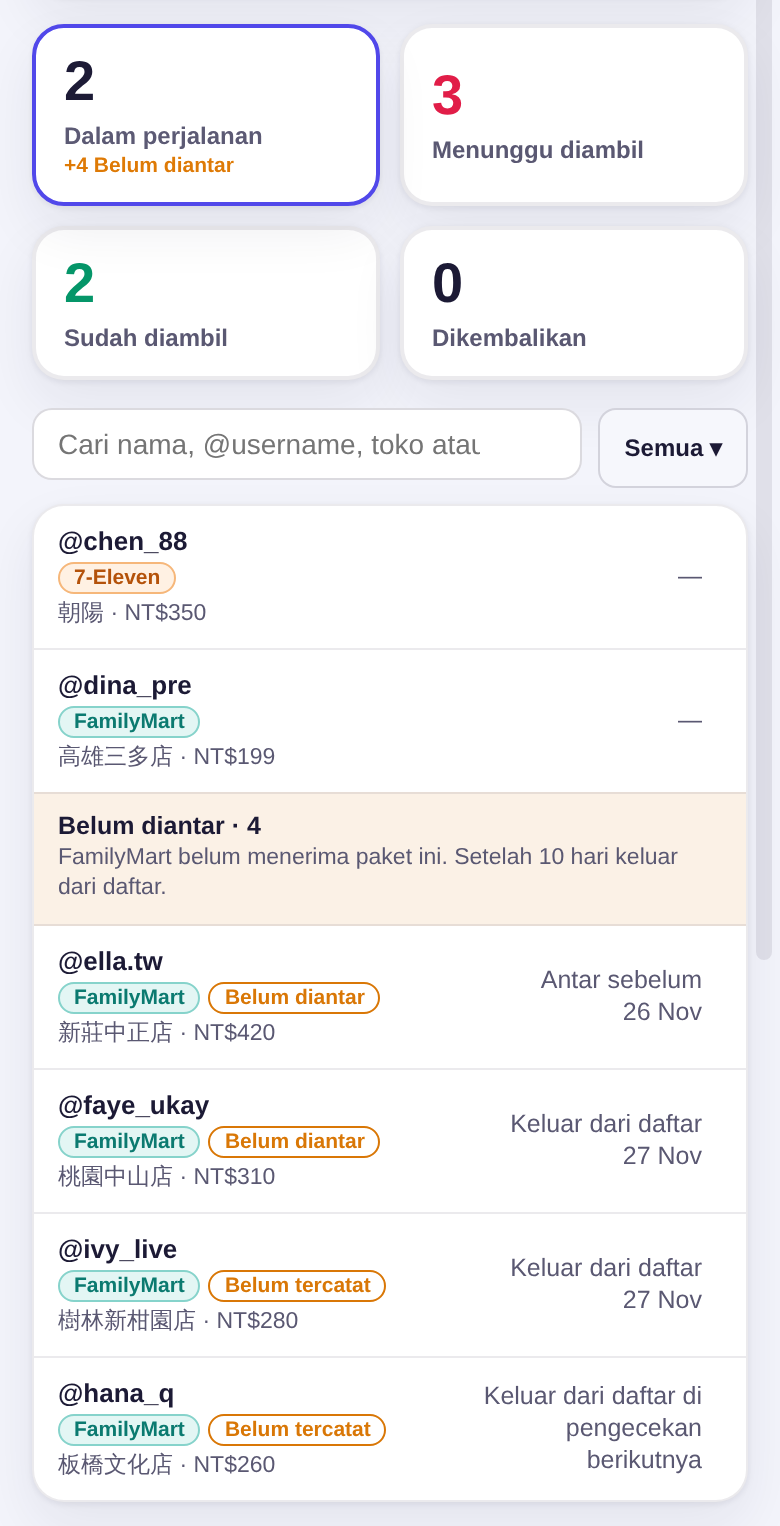 2
Dalam perjalanan
+4 Belum diantar
3
Menunggu diambil
2
Sudah diambil
0
Dikembalikan
Cari nama, @username, toko atau
Semua ▾
@chen_88
7-Eleven
朝陽 · NT$350
—
@dina_pre
FamilyMart
高雄三多店 · NT$199
—
Belum diantar · 4
FamilyMart belum menerima paket ini. Setelah 10 hari keluar
dari daftar.
@ella.tw
FamilyMart
Belum diantar
新莊中正店 · NT$420
Antar sebelum
26 Nov
@faye_ukay
FamilyMart
Belum diantar
桃園中山店 · NT$310
Keluar dari daftar
27 Nov
@ivy_live
FamilyMart
Belum tercatat
樹林新柑園店 · NT$280
Keluar dari daftar
27 Nov
@hana_q
FamilyMart
Belum tercatat
板橋文化店 · NT$260
Keluar dari daftar di
pengecekan
berikutnya